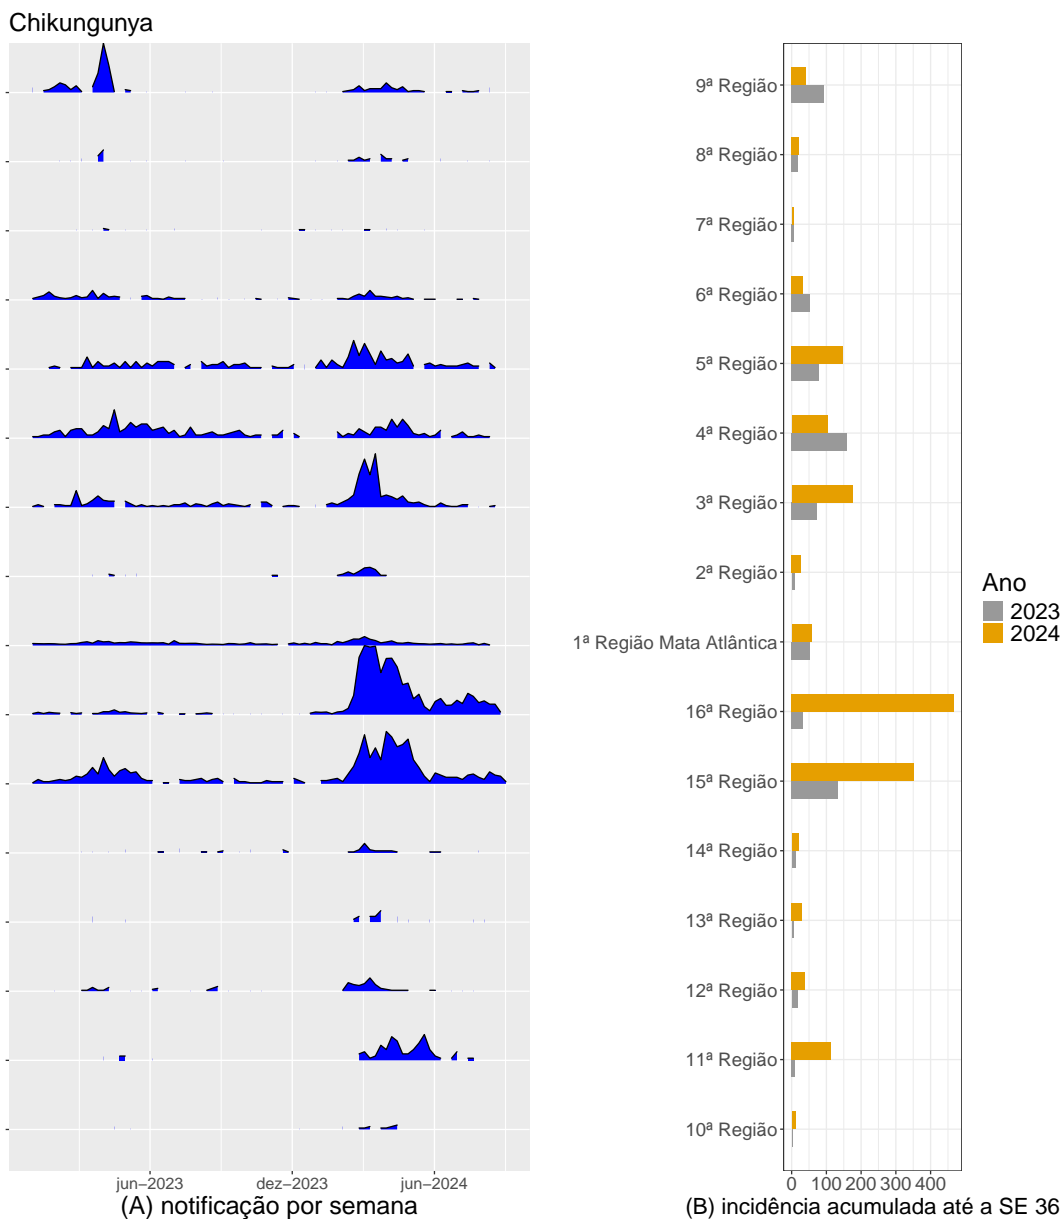 Chikungunya
9ª Região
8ª Região
7ª Região
6ª Região
5ª Região
4ª Região
3ª Região
2ª Região
1ª Região Mata Atlântica
16ª Região
15ª Região
14ª Região
13ª Região
12ª Região
11ª Região
10ª Região
Ano
2023
2024
jun–2023 dez–2023 jun–2024
0 100 200 300 400
(A) notificação por semana
(B) incidência acumulada até a SE 36